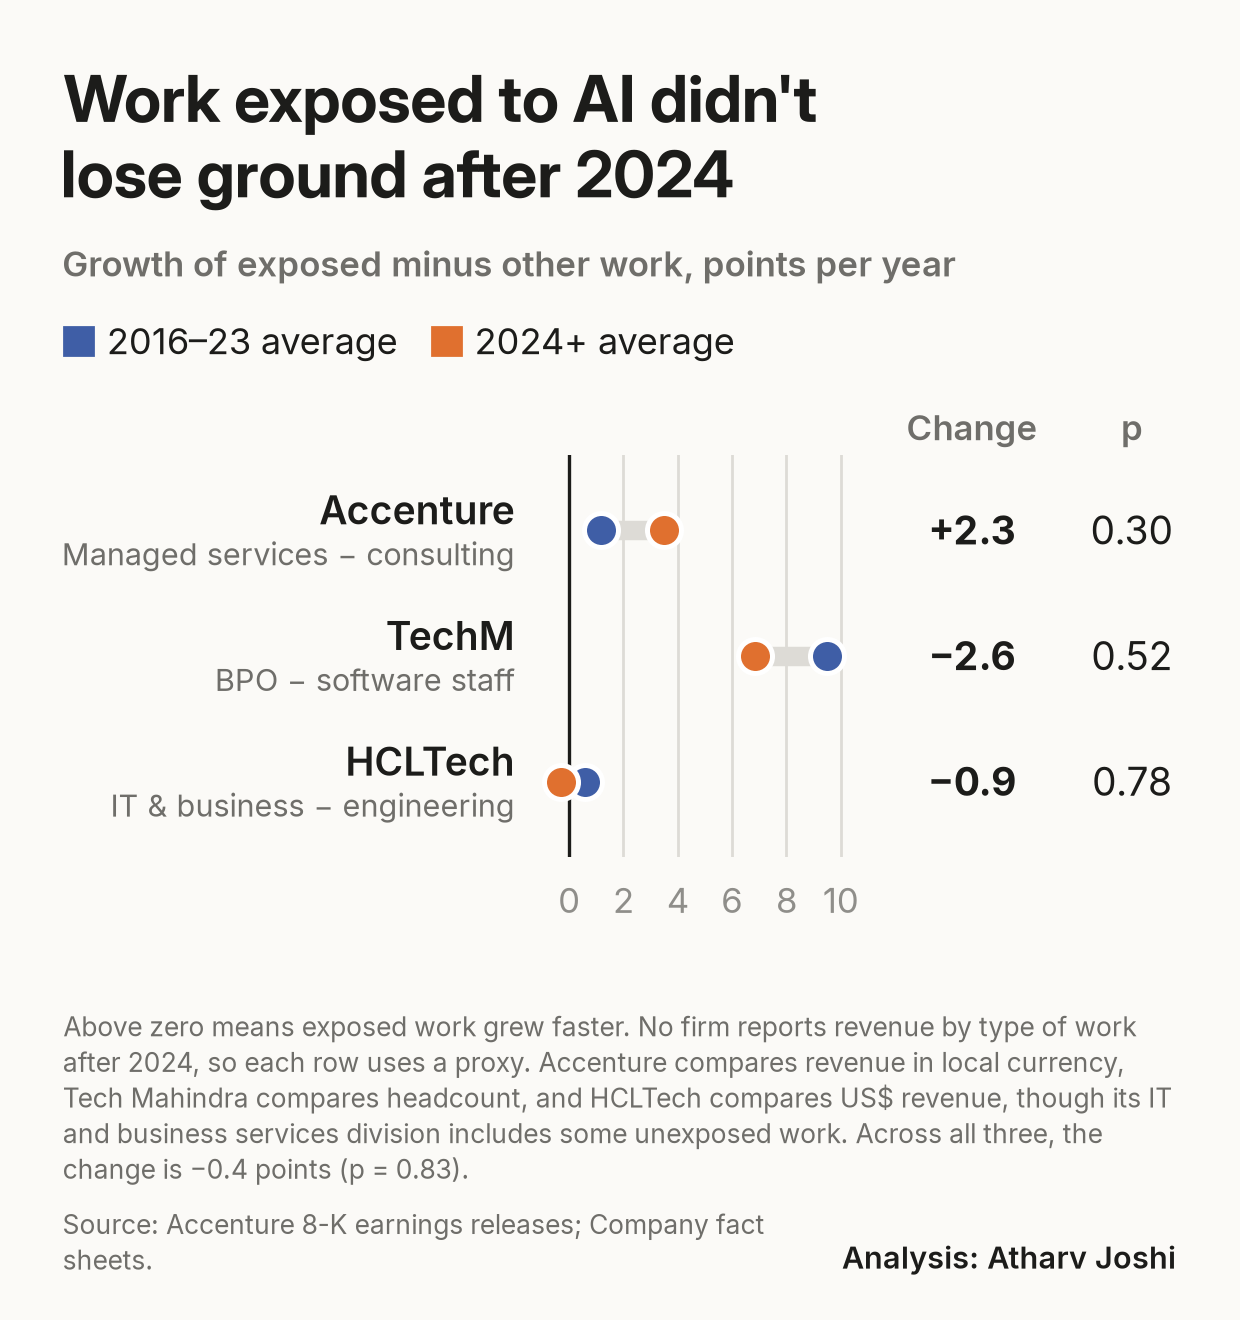 Work exposed to AI didn't
lose ground after 2024
Growth of exposed minus other work, points per year
2016–23 average 2024+ average
Change p
Accenture
Managed services – consulting
+2.3 0.30
TechM
BPO – software staff
−2.6 0.52
HCLTech
IT & business – engineering
−0.9 0.78
0 2 4 6 8 10
Above zero means exposed work grew faster. No firm reports revenue by type of work
after 2024, so each row uses a proxy. Accenture compares revenue in local currency,
Tech Mahindra compares headcount, and HCLTech compares US$ revenue, though its IT
and business services division includes some unexposed work. Across all three, the
change is −0.4 points (p = 0.83).
Source: Accenture 8-K earnings releases; Company fact
sheets.
Analysis: Atharv Joshi